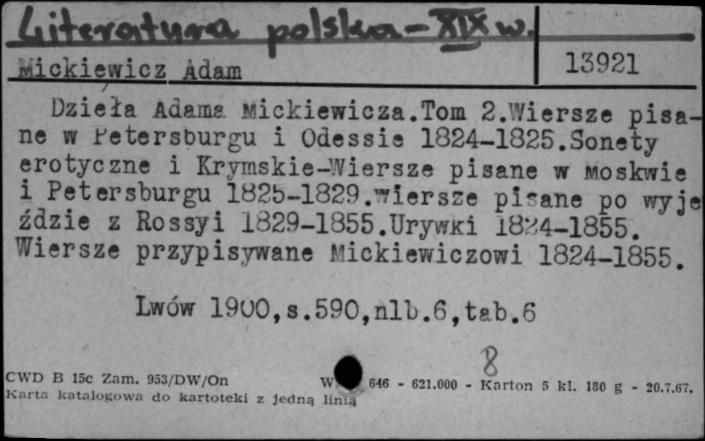 Literatura polska - XIX w.
Mickiewicz Adam
13921
Dzieła Adama Mickiewicza.Tom 2.Wiersze pisa-
ne w Petersburgu i Odessie 1824-1825.Sonety
erotyczne i Krymskie-Wiersze pisane w Moskwie
i Petersburgu 1825-1829.Wiersze pisane po wyje
ździe z Rossyi 1829-1855.Urywki 1824-1855.
Wiersze przypisywane Mickiewiczowi 1824-1855.
Lwów 1900,s.590,nlb.6,tab.6
8
CWD B 15c Zam. 953/DW/On W 646 - 621.000 - Karton 5 kl. 180 g - 20.7.67.
Karta katalogowa do kartoteki z jedną linią